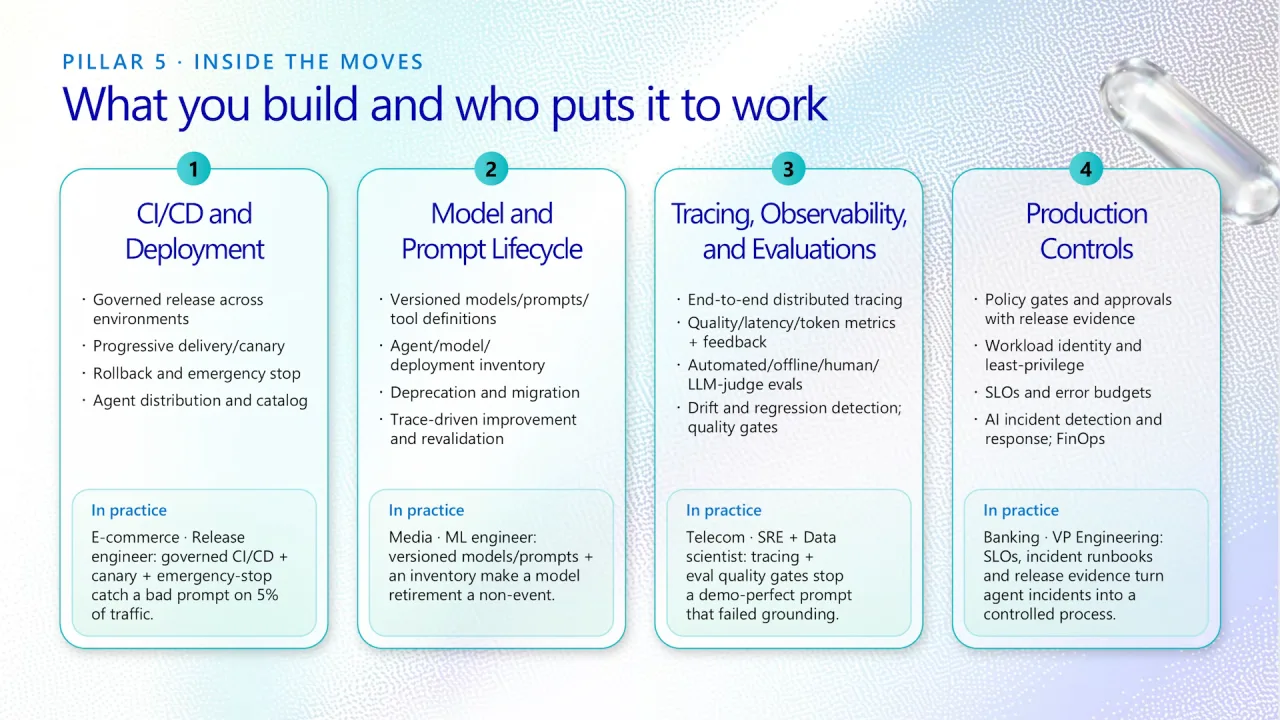 PILLAR 5 · INSIDE THE MOVES
What you build and who puts it to work
1
CI/CD and
Deployment
· Governed release across
environments
· Progressive delivery/canary
· Rollback and emergency stop
· Agent distribution and catalog
In practice
E-commerce · Release
engineer: governed CI/CD +
canary + emergency-stop
catch a bad prompt on 5%
of traffic.
2
Model and
Prompt Lifecycle
· Versioned models/prompts/
tool definitions
· Agent/model/
deployment inventory
· Deprecation and migration
· Trace-driven improvement
and revalidation
In practice
Media · ML engineer:
versioned models/prompts +
an inventory make a model
retirement a non-event.
3
Tracing, Observability,
and Evaluations
· End-to-end distributed tracing
· Quality/latency/token metrics
+ feedback
· Automated/offline/human/
LLM-judge evals
· Drift and regression detection;
quality gates
In practice
Telecom · SRE + Data
scientist: tracing +
eval quality gates stop
a demo-perfect prompt
that failed grounding.
4
Production
Controls
· Policy gates and approvals
with release evidence
· Workload identity and
least-privilege
· SLOs and error budgets
· AI incident detection and
response; FinOps
In practice
Banking · VP Engineering:
SLOs, incident runbooks
and release evidence turn
agent incidents into a
controlled process.